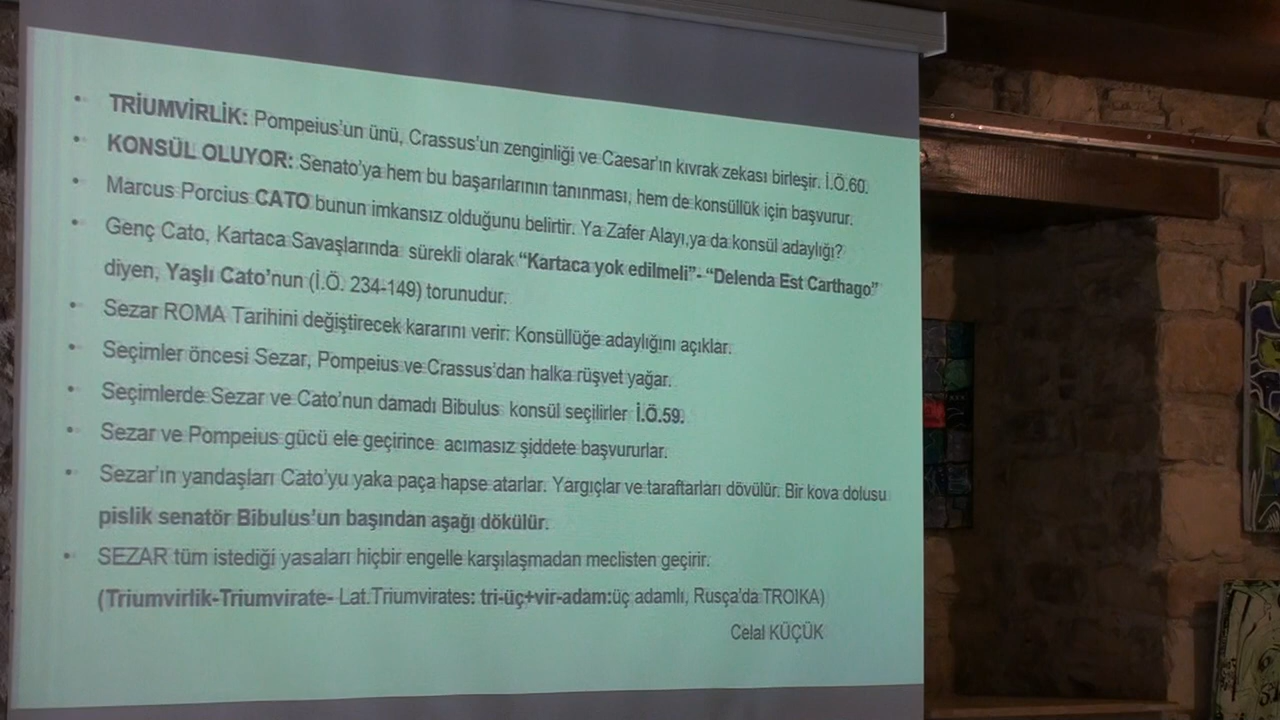 • TRİUMVİRLİK: Pompeius'un ünü, Crassus'un zenginliği ve Caesar'ın kıvrak zekası birleşir. İ.Ö.60.
• KONSÜL OLUYOR: Senato'ya hem bu başarılarının tanınması, hem de konsüllük için başvurur.
• Marcus Porcius CATO bunun imkansız olduğunu belirtir. Ya Zafer Alayı,ya da konsül adaylığı?
• Genç Cato, Kartaca Savaşlarında sürekli olarak "Kartaca yok edilmeli"- "Delenda Est Carthago"
diyen, Yaşlı Cato'nun (İ.Ö. 234-149) torunudur.
• Sezar ROMA Tarihini değiştirecek kararını verir: Konsüllüğe adaylığını açıklar.
• Seçimler öncesi Sezar, Pompeius ve Crassus'dan halka rüşvet yağar.
• Seçimlerde Sezar ve Cato'nun damadı Bibulus konsül seçilirler İ.Ö.59.
• Sezar ve Pompeius gücü ele geçirince acımasız şiddete başvururlar.
• Sezar'ın yandaşları Cato'yu yaka paça hapse atarlar. Yargıçlar ve taraftarları dövülür. Bir kova dolusu
pislik senatör Bibulus'un başından aşağı dökülür.
• SEZAR tüm istediği yasaları hiçbir engelle karşılaşmadan meclisten geçirir.
(Triumvirlik-Triumvirate- Lat.Triumvirates: tri-üç+vir-adam:üç adamlı, Rusça'da TROIKA)
Celal KÜÇÜK